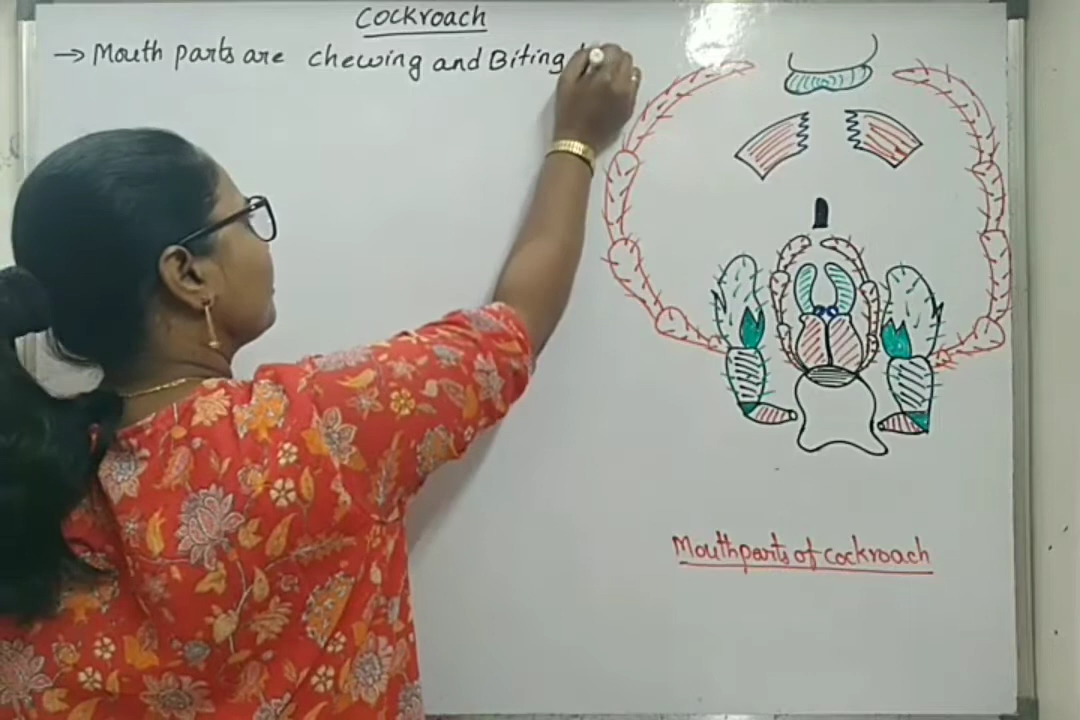 Cockroach
→ Mouth parts are chewing and Biting
Mouthparts of cockroach